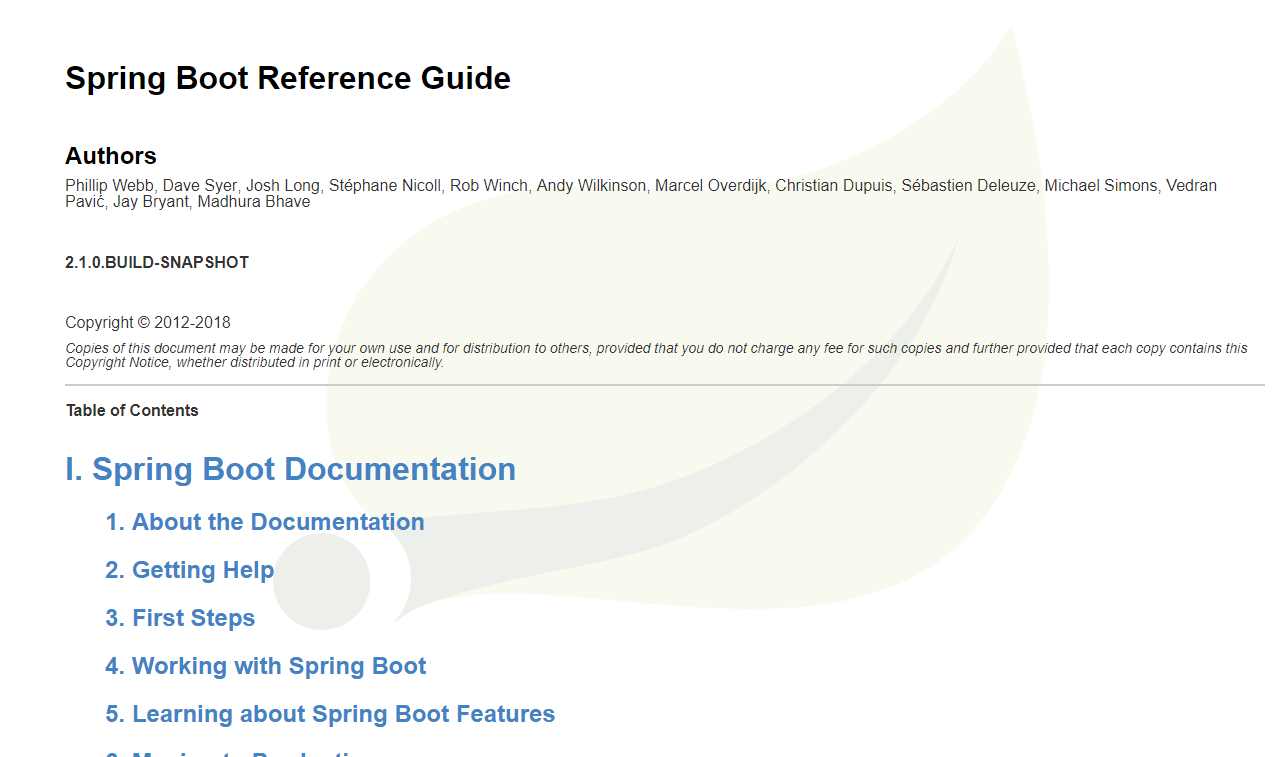 Spring Boot Reference Guide
Authors
Phillip Webb, Dave Syer, Josh Long, Stéphane Nicoll, Rob Winch, Andy Wilkinson, Marcel Overdijk, Christian Dupuis, Sébastien Deleuze, Michael Simons, Vedran
Pavić, Jay Bryant, Madhura Bhave
2.1.0.BUILD-SNAPSHOT
Copyright © 2012-2018
Copies of this document may be made for your own use and for distribution to others, provided that you do not charge any fee for such copies and further provided that each copy contains this
Copyright Notice, whether distributed in print or electronically.
Table of Contents
I. Spring Boot Documentation
1. About the Documentation
2. Getting Help
3. First Steps
4. Working with Spring Boot
5. Learning about Spring Boot Features